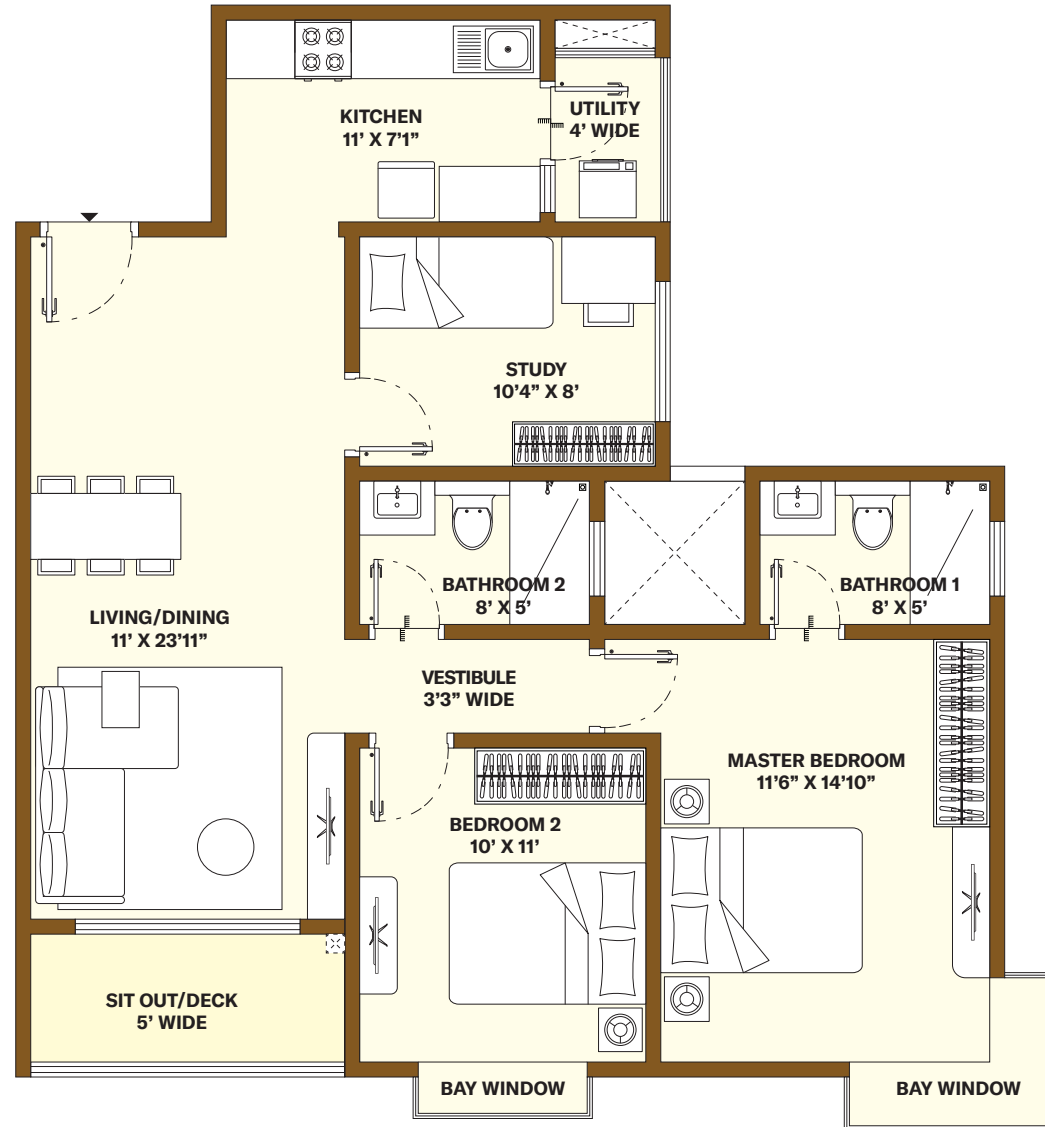 KITCHEN
11’ X 7’1”
UTILITY
4’ WIDE
STUDY
10’4” X 8’
BATHROOM 2
8’ X 5’
BATHROOM 1
8’ X 5’
LIVING/DINING
11’ X 23’11”
VESTIBULE
3’3” WIDE
MASTER BEDROOM
11’6” X 14’10”
BEDROOM 2
10’ X 11’
SIT OUT/DECK
5’ WIDE
BAY WINDOW
BAY WINDOW